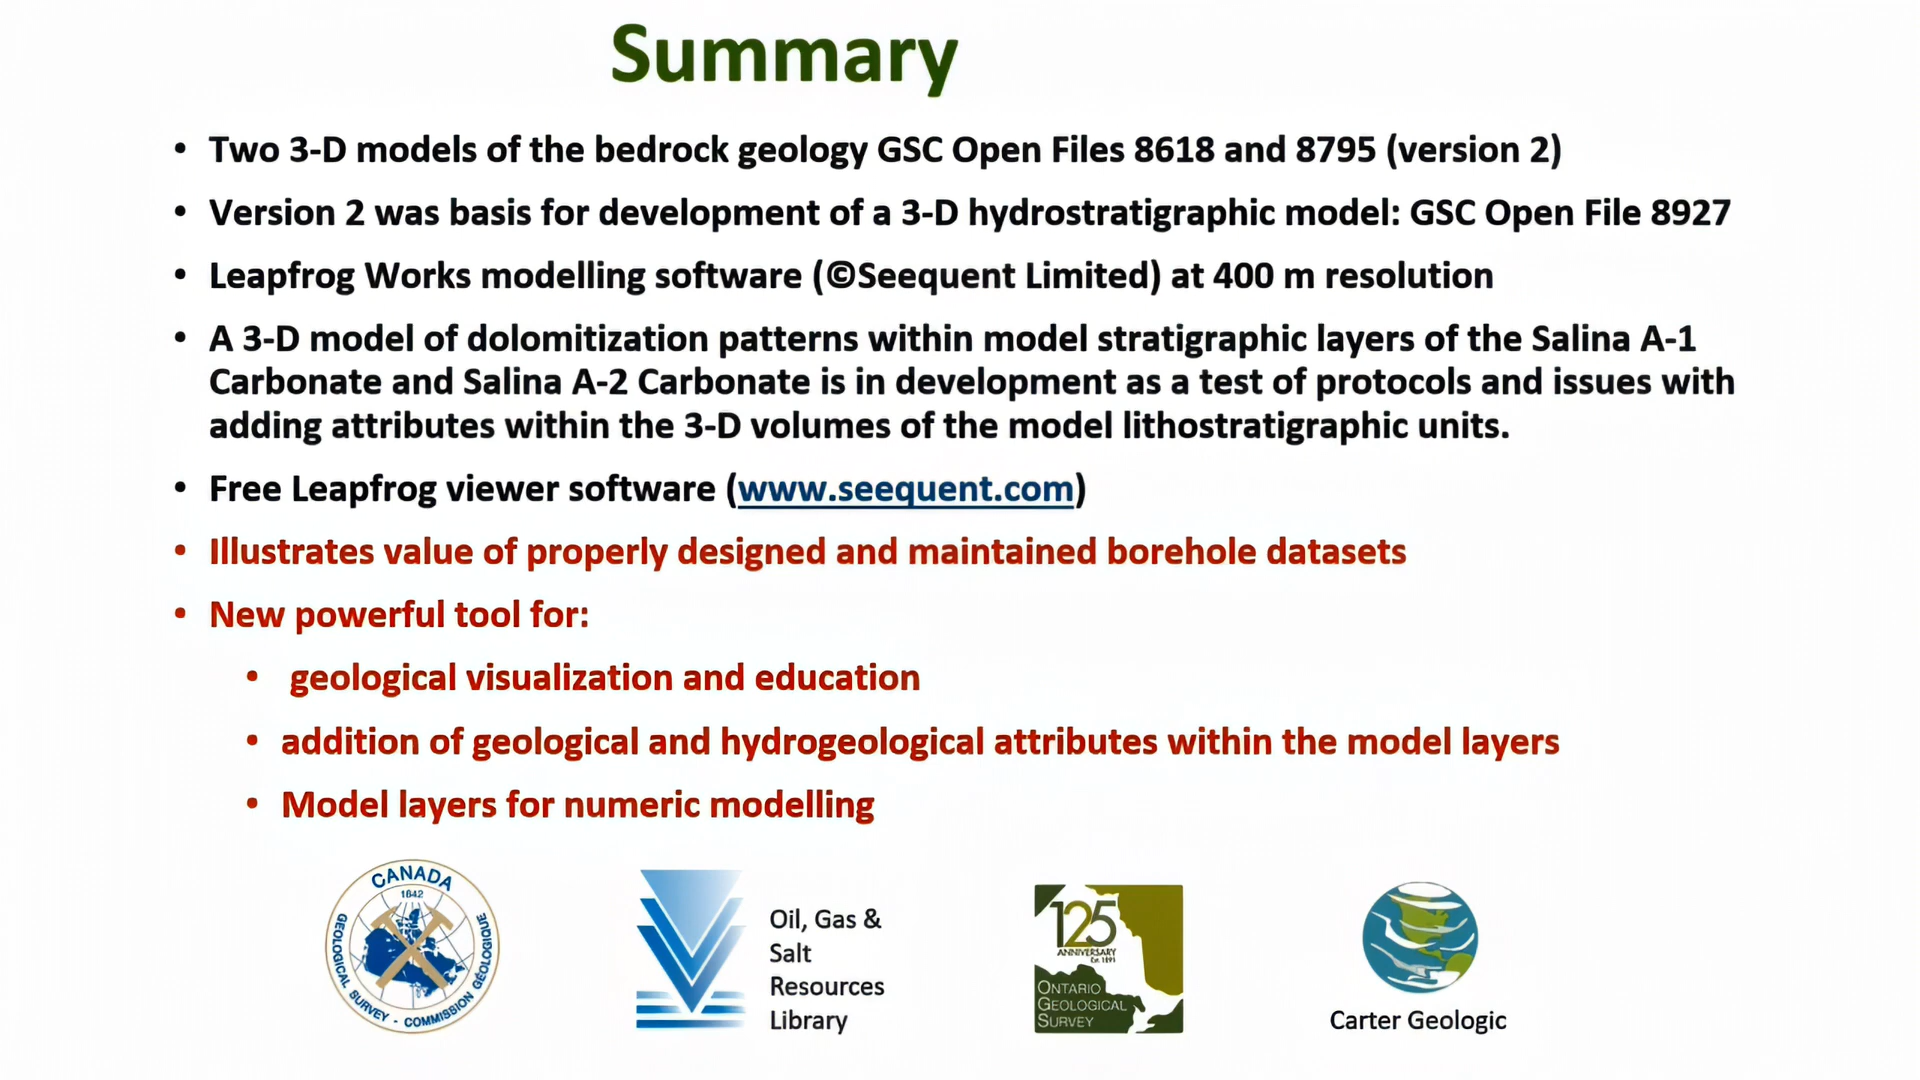 Summary
• Two 3-D models of the bedrock geology GSC Open Files 8618 and 8795 (version 2)
• Version 2 was basis for development of a 3-D hydrostratigraphic model: GSC Open File 8927
• Leapfrog Works modelling software (©Seequent Limited) at 400 m resolution
• A 3-D model of dolomitization patterns within model stratigraphic layers of the Salina A-1
Carbonate and Salina A-2 Carbonate is in development as a test of protocols and issues with
adding attributes within the 3-D volumes of the model lithostratigraphic units.
• Free Leapfrog viewer software (www.seequent.com)
• Illustrates value of properly designed and maintained borehole datasets
• New powerful tool for:
• geological visualization and education
• addition of geological and hydrogeological attributes within the model layers
• Model layers for numeric modelling
CANADA
1842
GEOLOGICAL SURVEY - COMMISSION GÉOLOGIQUE
Oil, Gas &
Salt
Resources
Library
125
ANNIVERSARY
Est. 1891
ONTARIO
GEOLOGICAL
SURVEY
Carter Geologic